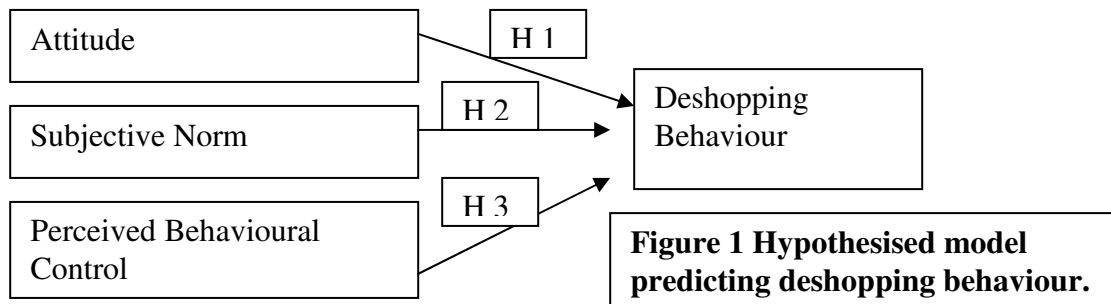 Attitude
H 1
Subjective Norm
H 2
Deshopping
Behaviour
Perceived Behavioural
Control
H 3
Figure 1 Hypothesised model
predicting deshopping behaviour.